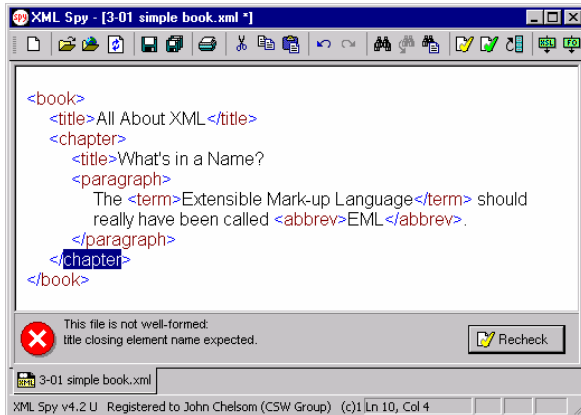 XML Spy - [3-01 simple book.xml *]
XSL FO
<book>
<title>All About XML</title>
<chapter>
<title>What's in a Name?
<paragraph>
The <term>Extensible Mark-up Language</term> should
really have been called <abbrev>EML</abbrev>.
</paragraph>
</chapter>
</book>
This file is not well-formed:
title closing element name expected.
Recheck
3-01 simple book.xml
XML Spy v4.2 U Registered to John Chelsom (CSW Group) (c)1 Ln 10, Col 4